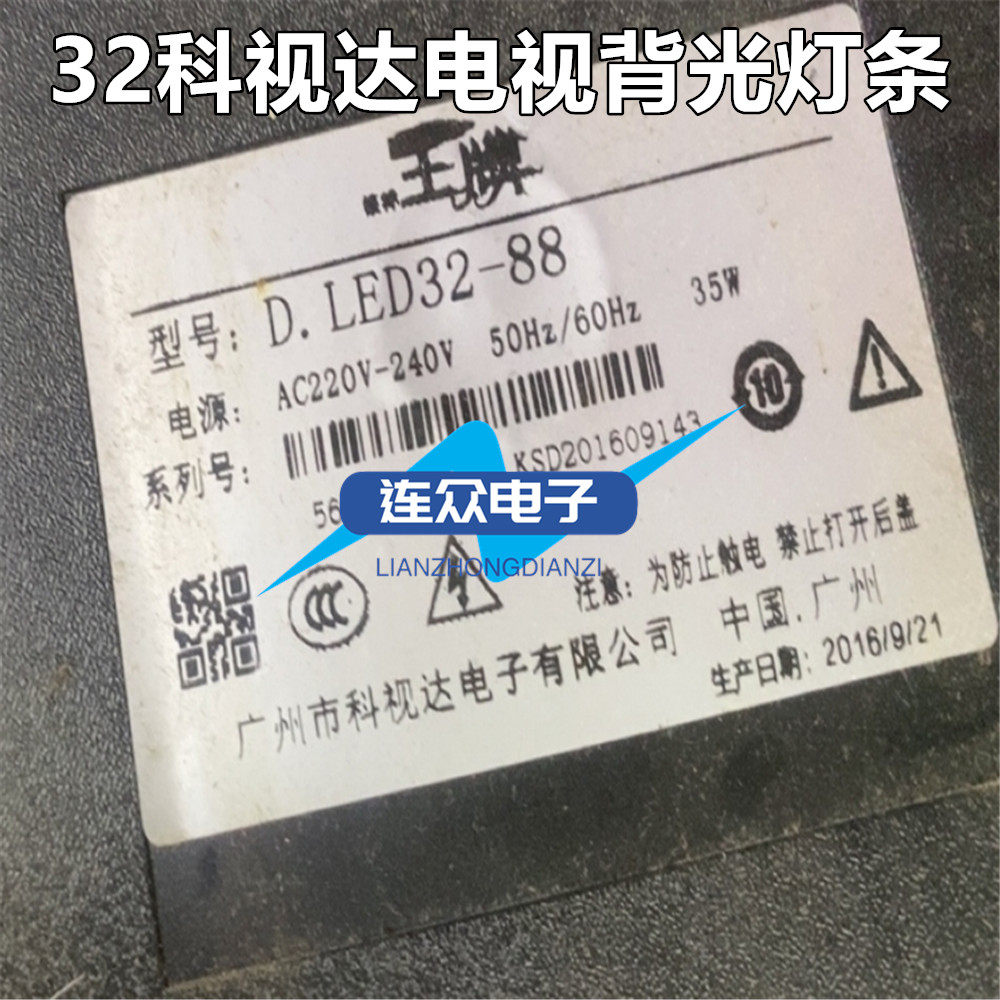 32科视达电视背光灯条
王牌
型号: D.LED32-88
电源: AC220V-240V 50Hz/60Hz 35W
系列号:
56
KSD201609143
10
连众电子
LIANZHONGDIANZI
注意: 为防止触电 禁止打开后盖
广州市科视达电子有限公司 中国.广州
生产日期: 2016/9/21